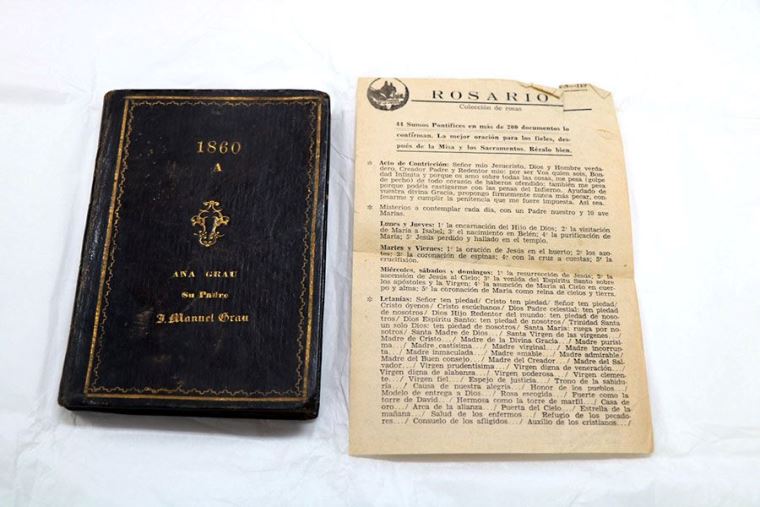 1860
A
ANA GRAU
Su Padre
J. Manuel Grau
ROSARIO
Colección de rosas
44 Sumos Pontífices en más de 200 documentos lo
confirman. La mejor oración para los fieles, des-
pués de la Misa y los Sacramentos. Rézalo bien.
* Acto de Contricción: Señor mío Jesucristo, Dios y Hombre verda-
dero, Creador Padre y Redentor mío; por ser Vos quien sois, Bon-
dad Infinita y porque os amo sobre todas las cosas, me pesa (golpe
de pecho) de todo corazón de haberos ofendido; también me pesa
porque podéis castigarme con las penas del Infierno. Ayudado de
vuestra divina Gracia, propongo firmemente nunca más pecar, con-
fesarme y cumplir la penitencia que me fuere impuesta. Así sea.
* Misterios a contemplar cada día, con un Padre nuestro y 10 ave
Marías.
Lunes y Jueves: 1º la encarnación del Hijo de Dios; 2º la visitación
de María a Isabel; 3º el nacimiento en Belén; 4º la purificación de
María; 5º Jesús perdido y hallado en el templo.
Martes y Viernes: 1º la oración de Jesús en el huerto; 2º los azo-
tes; 3º la coronación de espinas; 4º con la cruz a cuestas; 5º la
crucifixión.
Miércoles, sábados y domingos: 1º la resurrección de Jesús; 2º la
ascensión de Jesús al Cielo; 3º la venida del Espíritu Santo sobre
los apóstoles y la Virgen; 4º la asunción de María al Cielo en cuer-
po y alma; 5º la coronación de María como reina de cielos y tierra.
* Letanías: Señor ten piedad/ Cristo ten piedad/ Señor ten piedad/
Cristo óyenos/ Cristo escúchanos/ Dios Padre celestial: ten piedad
de nosotros/ Dios Hijo Redentor del mundo: ten piedad de noso-
tros/ Dios Espíritu Santo: ten piedad de nosotros/ Trinidad Santa
un solo Dios: ten piedad de nosotros/ Santa María: ruega por no-
sotros/ Santa Madre de Dios.../ Santa Virgen de las vírgenes.../
Madre de Cristo.../ Madre de la Divina Gracia.../ Madre purísi-
ma.../ Madre castísima.../ Madre virginal.../ Madre incorrup-
ta.../ Madre inmaculada.../ Madre amable.../ Madre admirable/
Madre del Buen consejo.../ Madre del Creador.../ Madre del Sal-
vador.../ Virgen prudentísima.../ Virgen digma de veneración.../
Virgen digna de alabansa.../ Virgen poderosa.../ Virgen clemen-
te.../ Virgen fiel.../ Espejo de justicia.../ Trono de la sabidu-
ría.../ Causa de nuestra alegría.../ Honor de los pueblos.../
Modelo de entrega a Dios.../ Rosa escogida.../ Fuerte como la
torre de David.../ Hermosa como la torre de marfil.../ Casa de
oro.../ Arca de la alianza.../ Puerta del Cielo.../ Estrella de la
mañana.../ Salud de los enfermos.../ Refugio de los pecado-
res.../ Consuelo de los afligidos.../ Auxilio de los cristianos.../